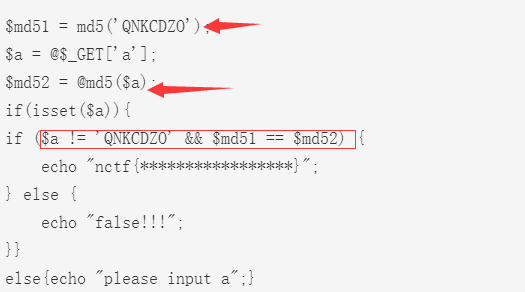 $md51 = md5('QNKCDZO');
$a = @$_GET['a'];
$md52 = @md5($a);
if(isset($a)){
if ($a != 'QNKCDZO' && $md51 == $md52) {
    echo "nctf{*****************}";
} else {
    echo "false!!!";
}}
else{echo "please input a";}